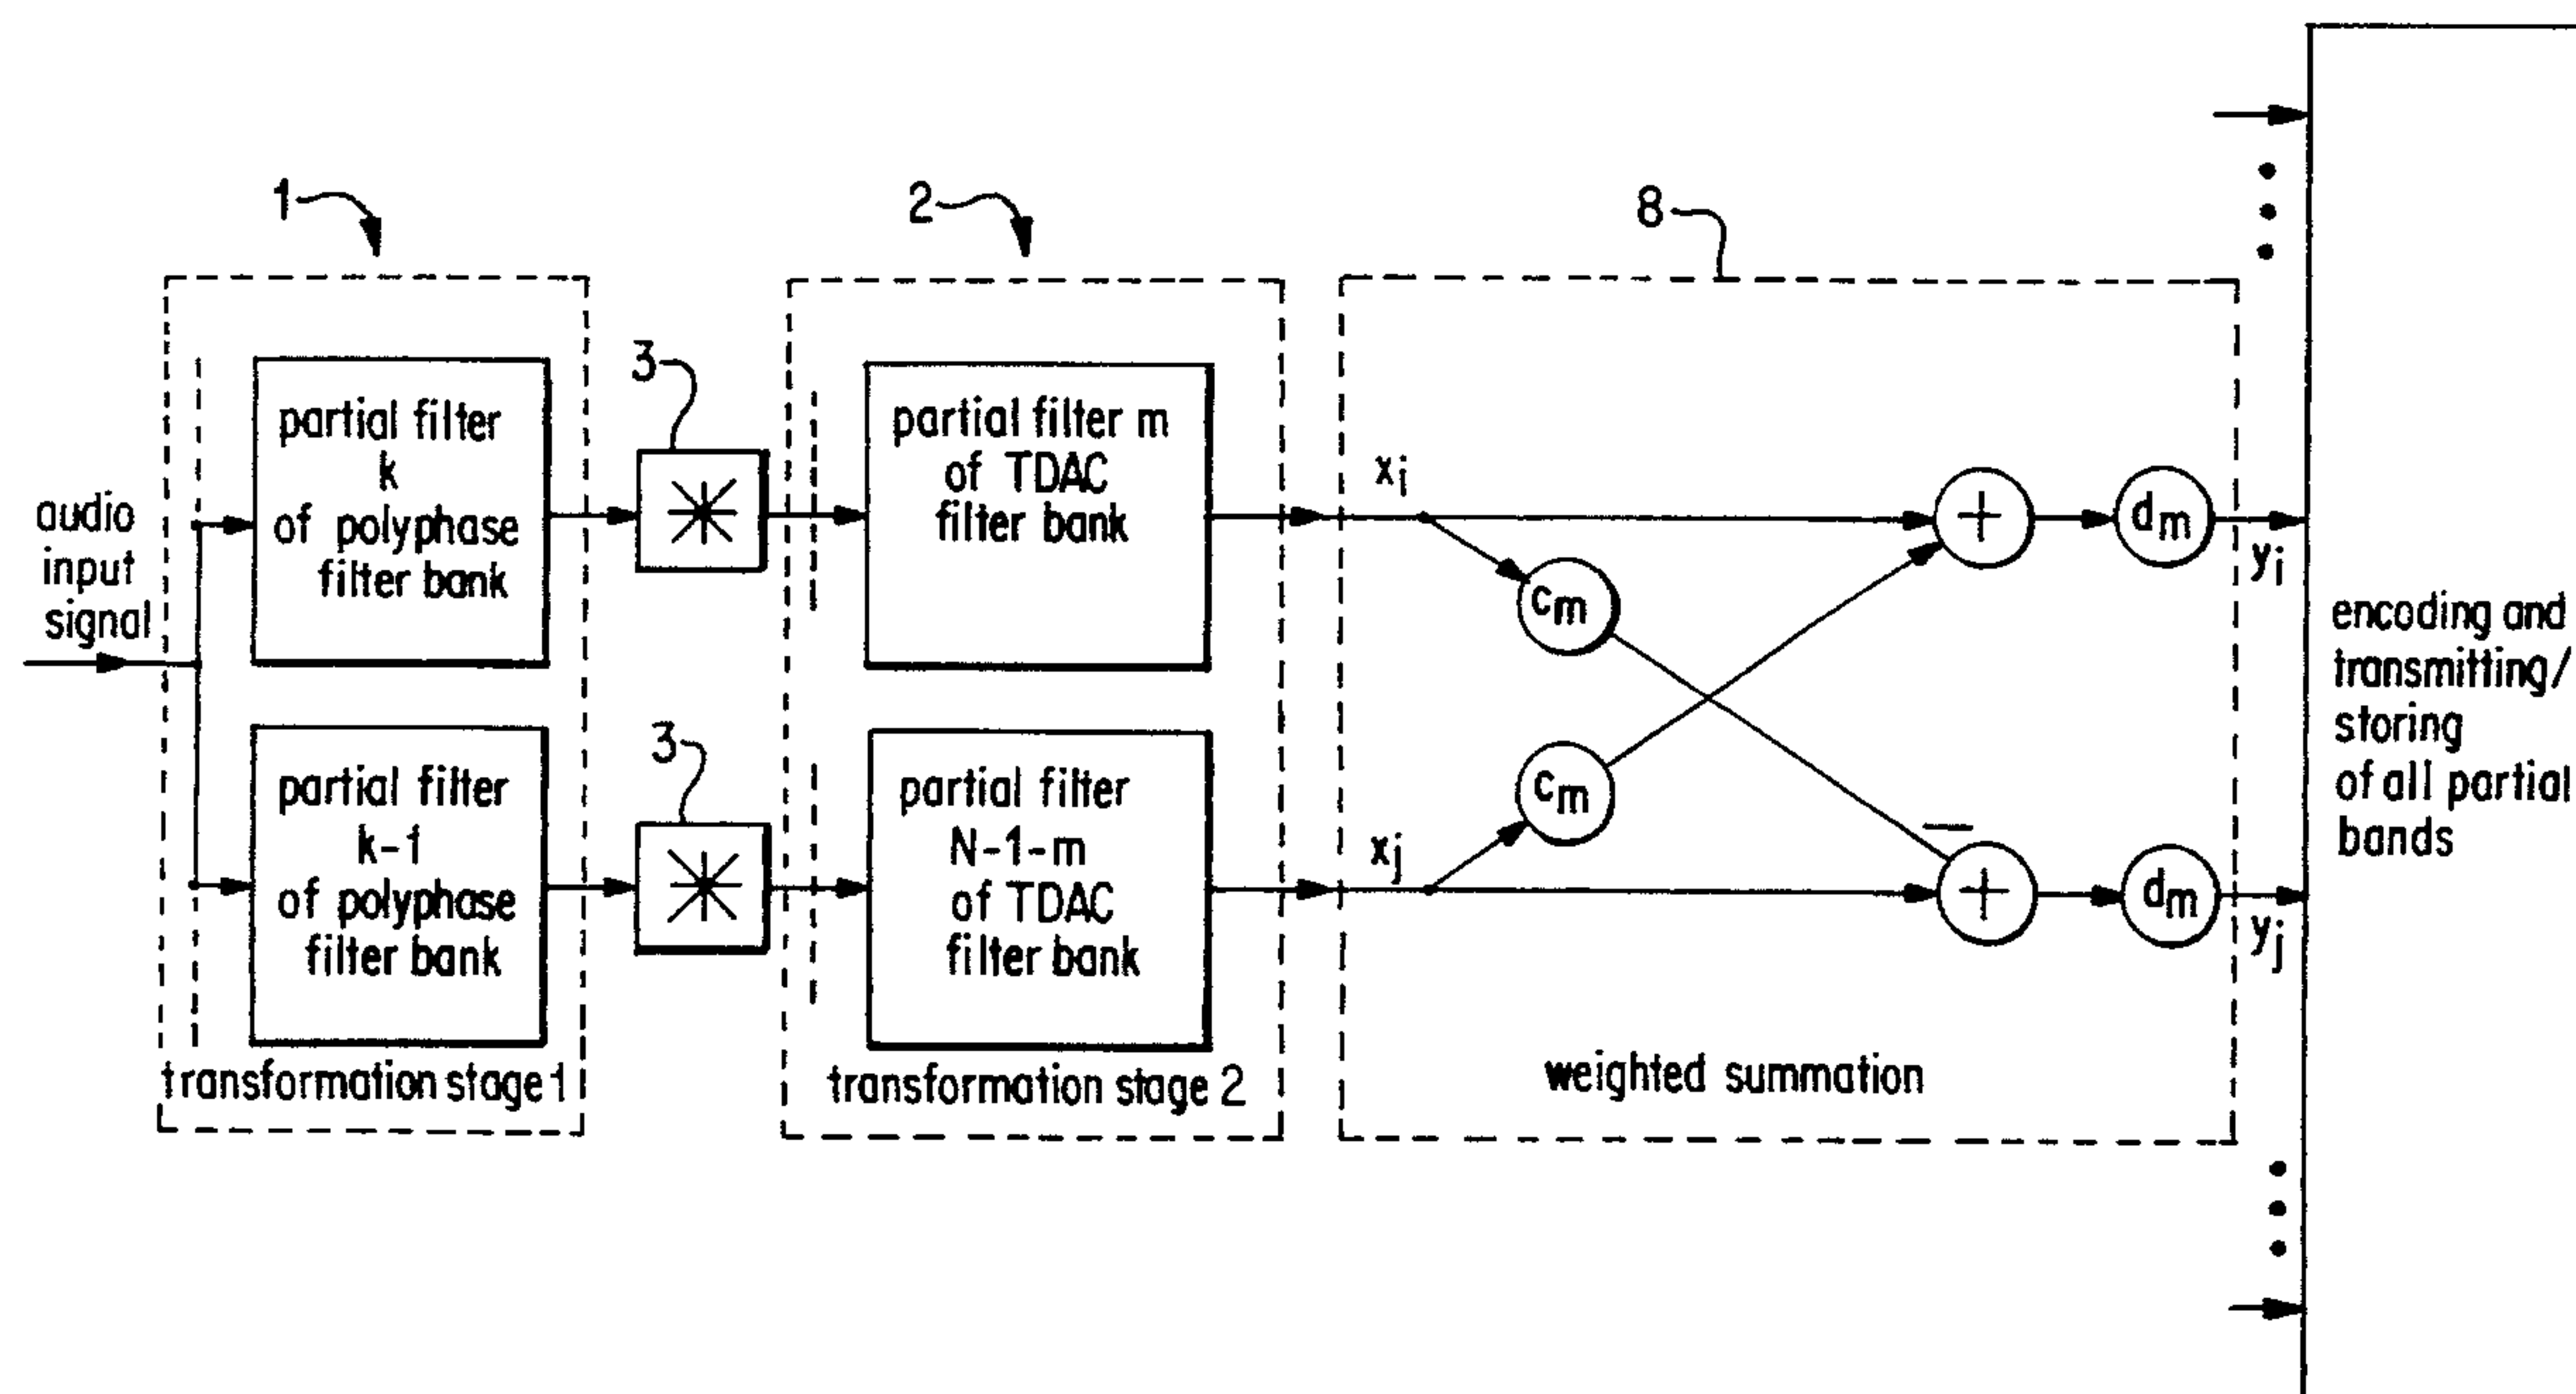 1
2
8
3
audio
input
signal
partial filter
k
of polyphase
filter bank
partial filter m
of TDAC
filter bank
xi
cm
+
dm
yi
3
partial filter
k-1
of polyphase
filter bank
partial filter
N-1-m
of TDAC
filter bank
xj
cm
—
+
dm
yj
transformation stage 1
transformation stage 2
weighted summation
encoding and
transmitting/
storing
of all partial
bands